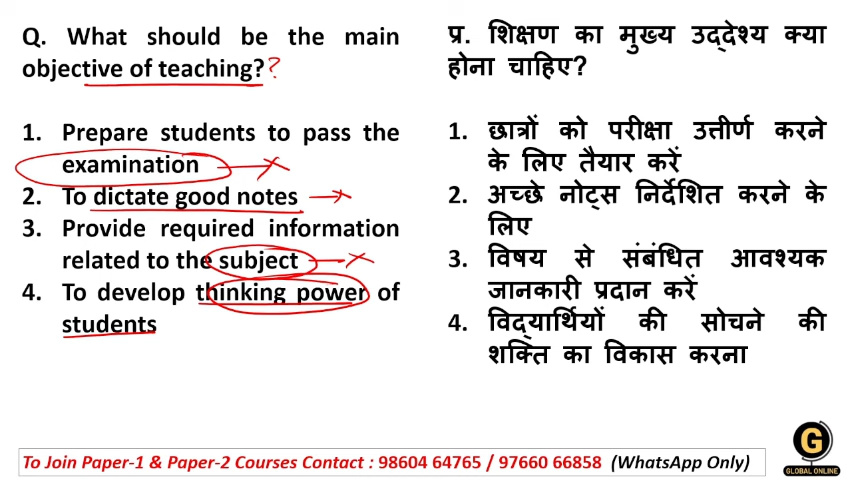 Q. What should be the main
objective of teaching??
1. Prepare students to pass the
examination
2. To dictate good notes
3. Provide required information
related to the subject
4. To develop thinking power of
students
प्र. शिक्षण का मुख्य उद्देश्य क्या
होना चाहिए?
1. छात्रों को परीक्षा उत्तीर्ण करने
के लिए तैयार करें
2. अच्छे नोट्स निर्देशित करने के
लिए
3. विषय से संबंधित आवश्यक
जानकारी प्रदान करें
4. विद्यार्थियों की सोचने की
शक्ति का विकास करना
G
GLOBAL ONLINE
To Join Paper-1 & Paper-2 Courses Contact : 98604 64765 / 97660 66858 (WhatsApp Only)